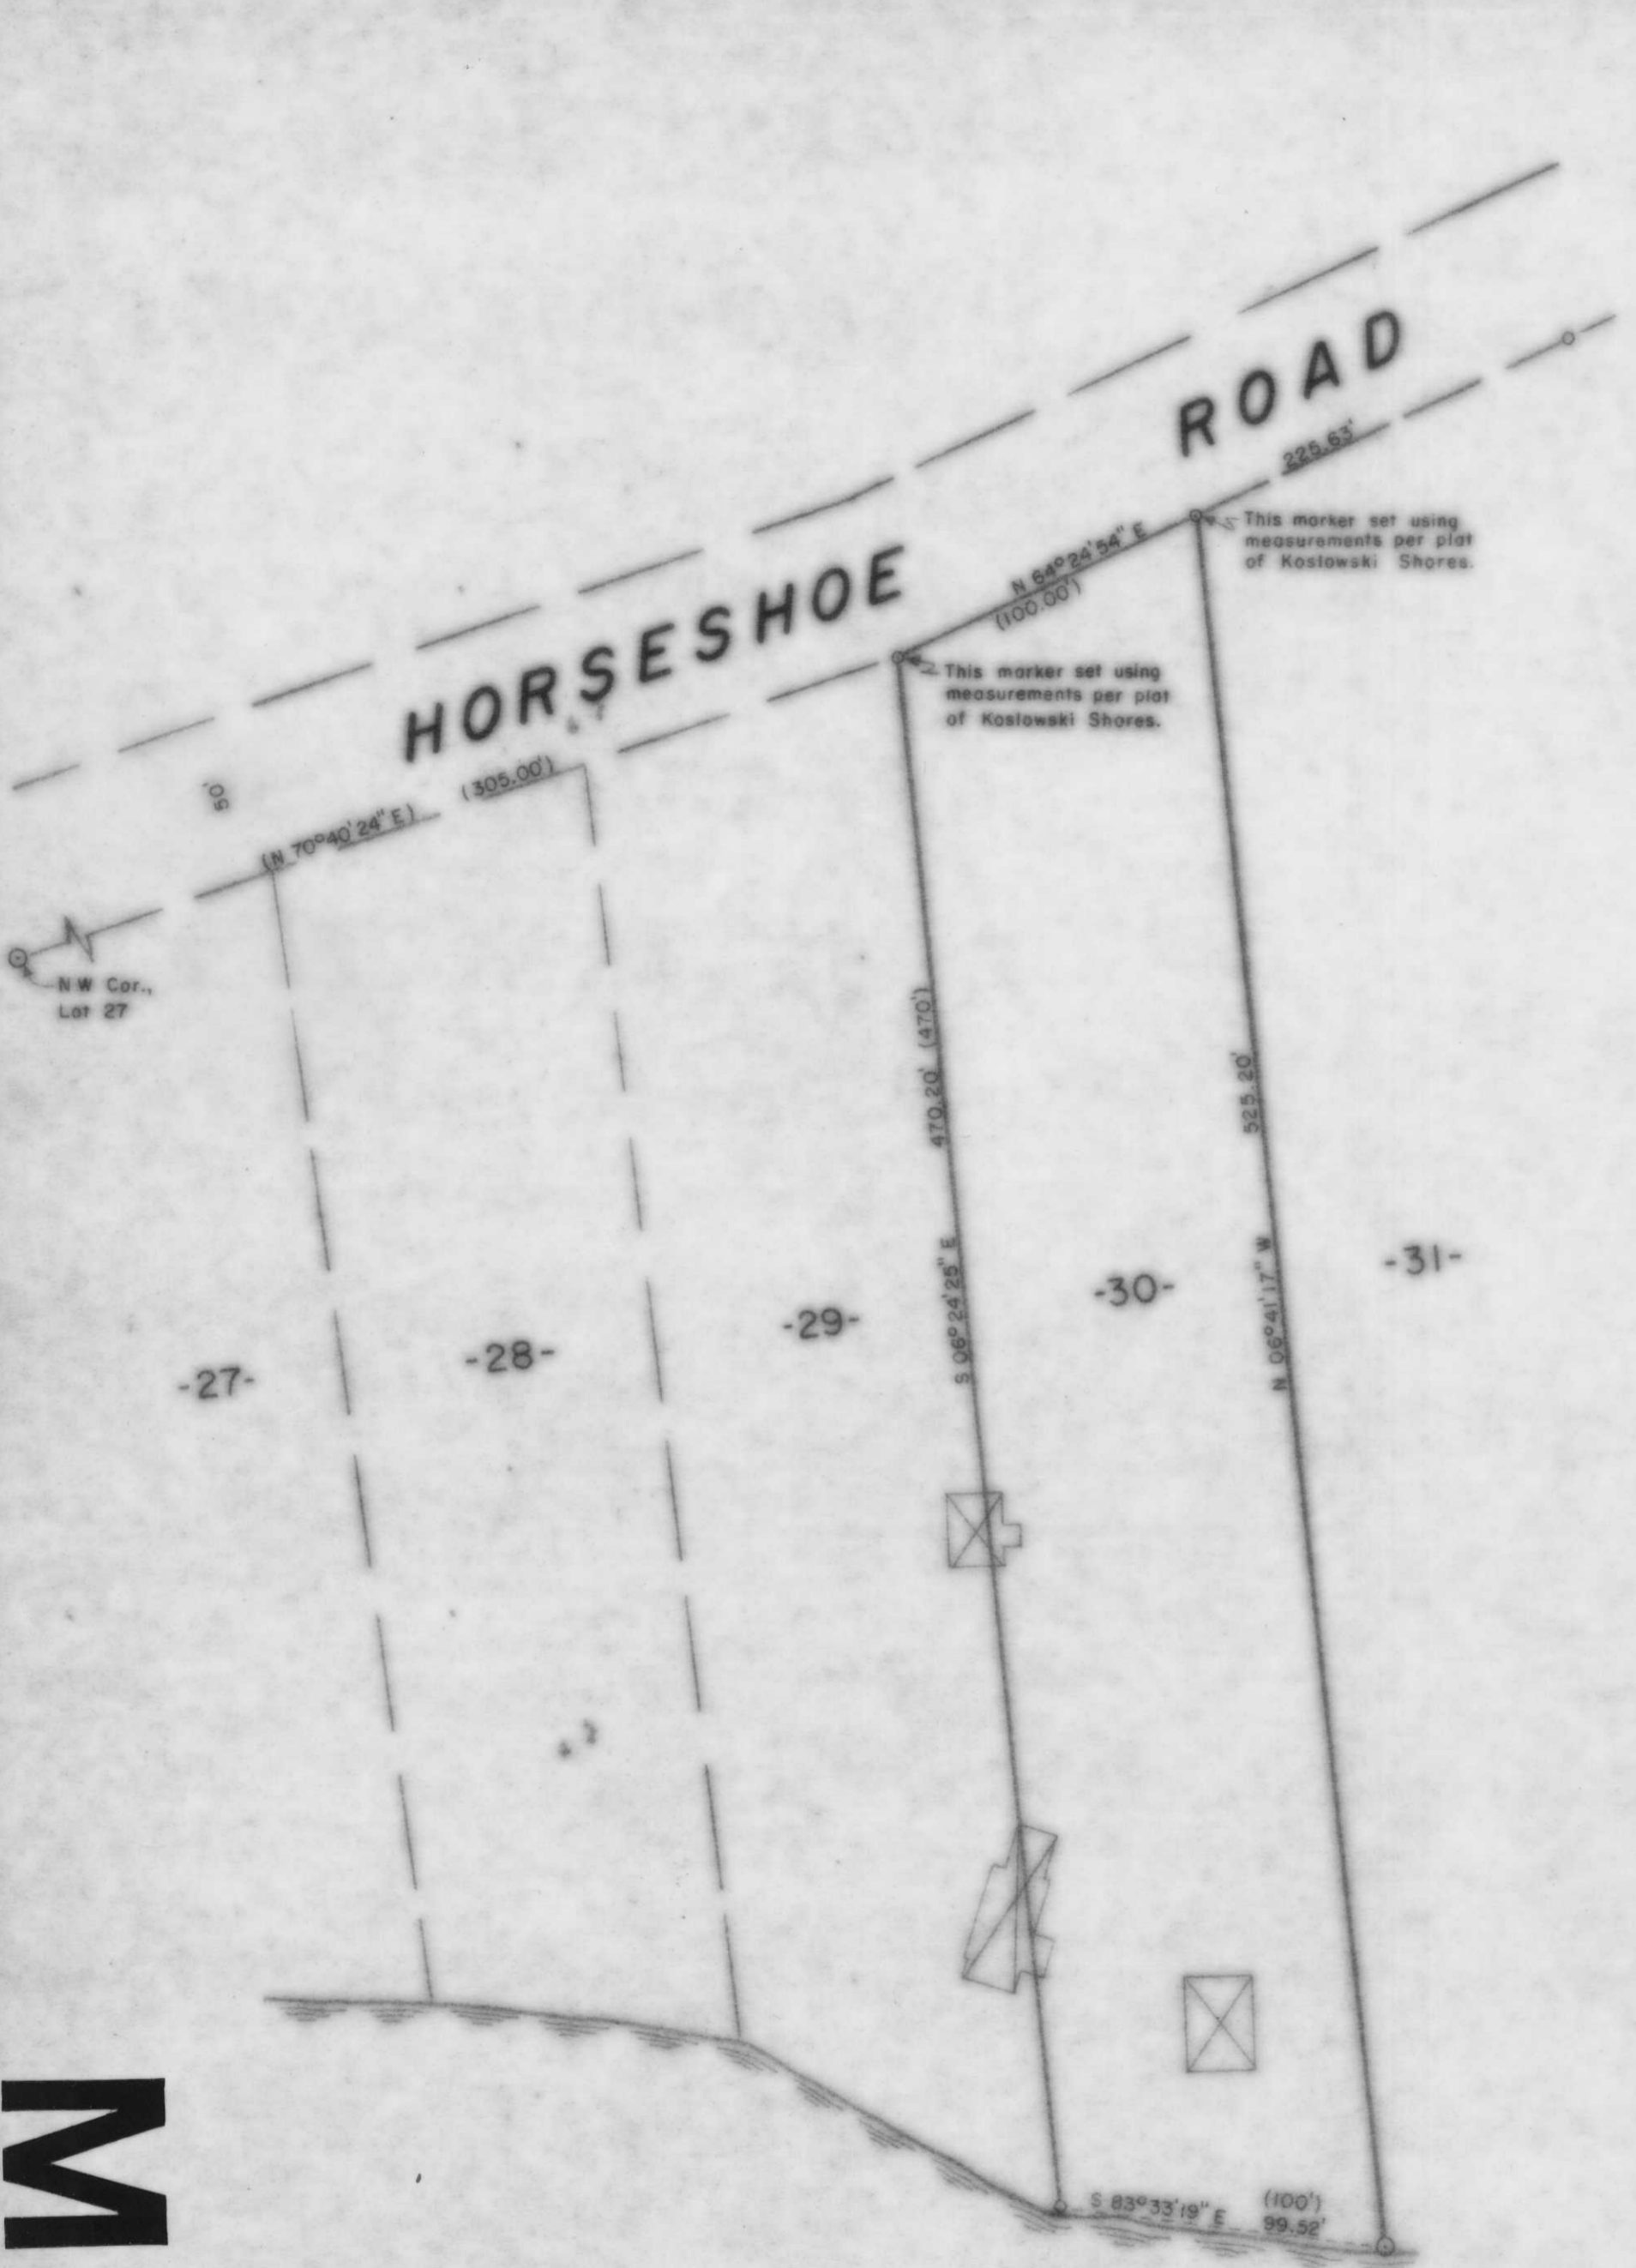 ROAD
225.63'
This marker set using
measurements per plat
of Koslowski Shores.
N 64°24'54" E
(100.00')
HORSESHOE
This marker set using
measurements per plat
of Koslowski Shores.
50'
(N 70°40'24" E)
(305.00')
NW Cor.,
Lot 27
470.20' (470')
525.20'
S 06°24'25" E
N 06°41'17" W
-27-
-28-
-29-
-30-
-31-
S 83°33'19" E
(100')
99.52'
M